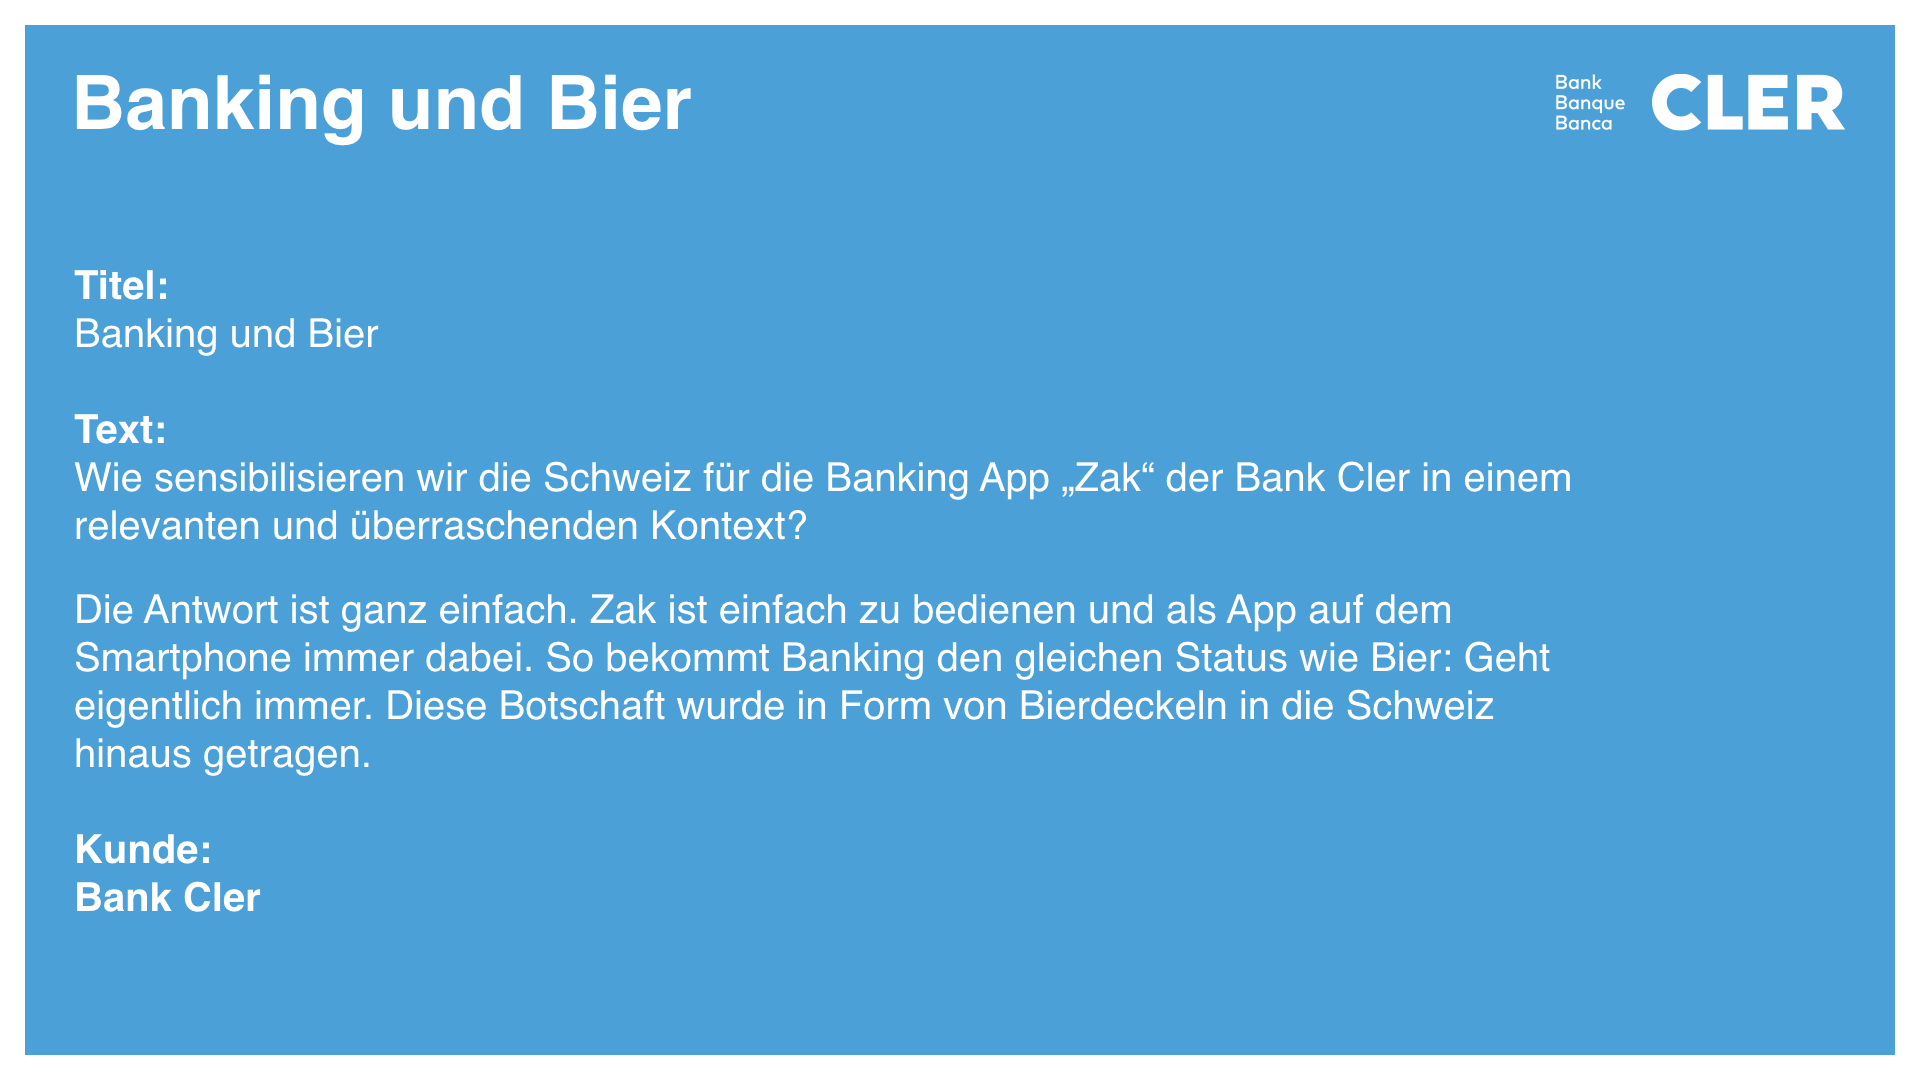 Banking und Bier
Bank
Banque
Banca
CLER
Titel:
Banking und Bier
Text:
Wie sensibilisieren wir die Schweiz für die Banking App „Zak“ der Bank Cler in einem
relevanten und überraschenden Kontext?
Die Antwort ist ganz einfach. Zak ist einfach zu bedienen und als App auf dem
Smartphone immer dabei. So bekommt Banking den gleichen Status wie Bier: Geht
eigentlich immer. Diese Botschaft wurde in Form von Bierdeckeln in die Schweiz
hinaus getragen.
Kunde:
Bank Cler